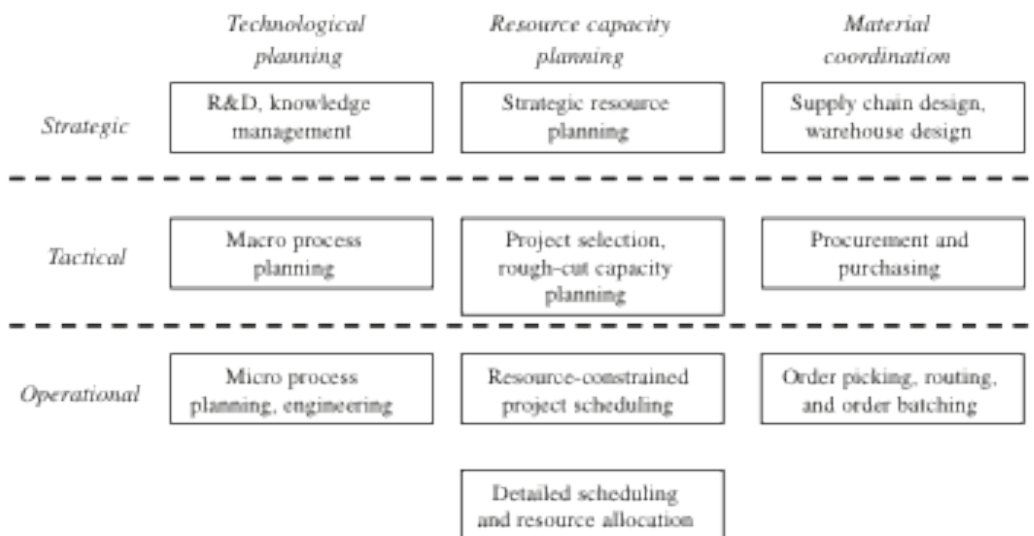 Technological
planning
Resource capacity
planning
Material
coordination
Strategic
R&D, knowledge
management
Strategic resource
planning
Supply chain design,
warehouse design
Tactical
Macro process
planning
Project selection,
rough-cut capacity
planning
Procurement and
purchasing
Operational
Micro process
planning, engineering
Resource-constrained
project scheduling
Order picking, routing,
and order batching
Detailed scheduling
and resource allocation